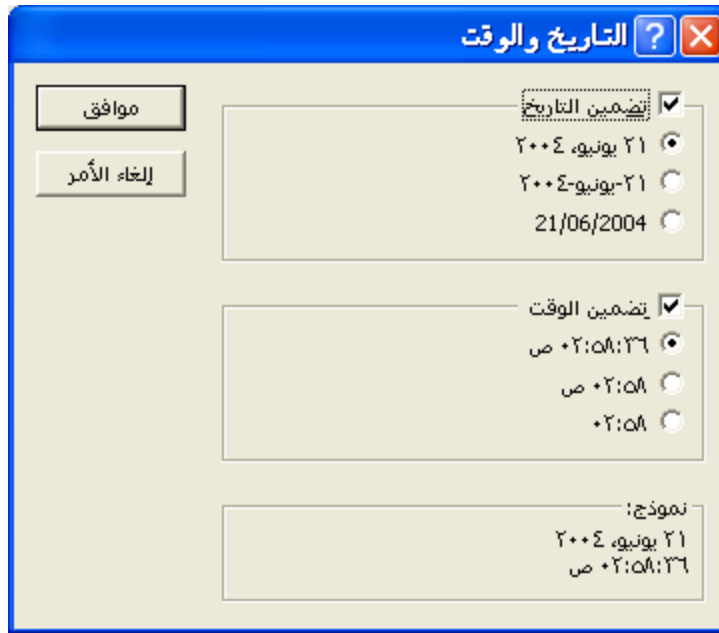 التاريخ والوقت
تضمين التاريخ
٢١ يونيو، ٢٠٠٤
٢١-يونيو-٢٠٠٤
21/06/2004
موافق
إلغاء الأمر
تضمين الوقت
٠٢:٥٨:٣٦ ص
٠٢:٥٨ ص
٠٢:٥٨
نموذج:
٢١ يونيو، ٢٠٠٤
٠٢:٥٨:٣٦ ص